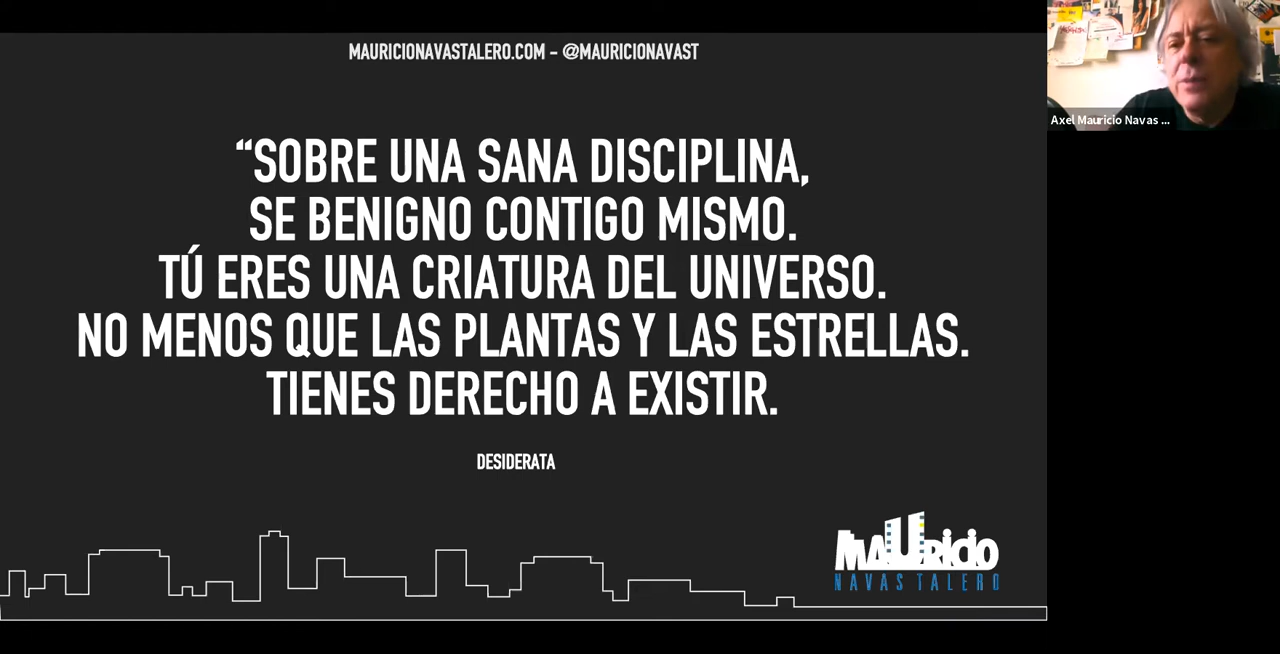 MAURICIONAVASTALERO.COM - @MAURICIONAVAST
“SOBRE UNA SANA DISCIPLINA,
SE BENIGNO CONTIGO MISMO.
TÚ ERES UNA CRIATURA DEL UNIVERSO.
NO MENOS QUE LAS PLANTAS Y LAS ESTRELLAS.
TIENES DERECHO A EXISTIR.
DESIDERATA
MAURICIO
NAVAS TALERO
Axel Mauricio Navas ...